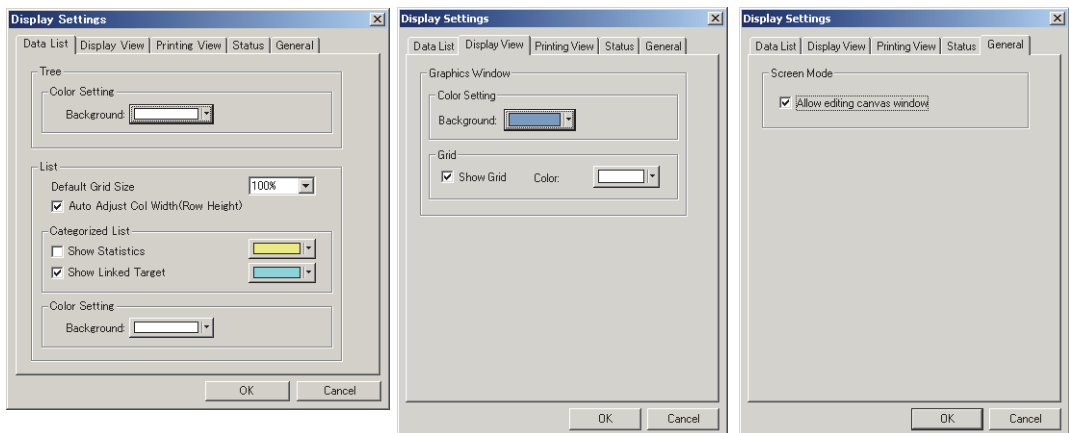 Display Settings
Data List Display View Printing View Status General
Tree
Color Setting
Background:
List
Default Grid Size 100%
Auto Adjust Col Width(Row Height)
Categorized List
Show Statistics
Show Linked Target
Color Setting
Background:
OK Cancel
Display Settings
Data List Display View Printing View Status General
Graphics Window
Color Setting
Background:
Grid
Show Grid Color:
OK Cancel
Display Settings
Data List Display View Printing View Status General
Screen Mode
Allow editing canvas window
OK Cancel